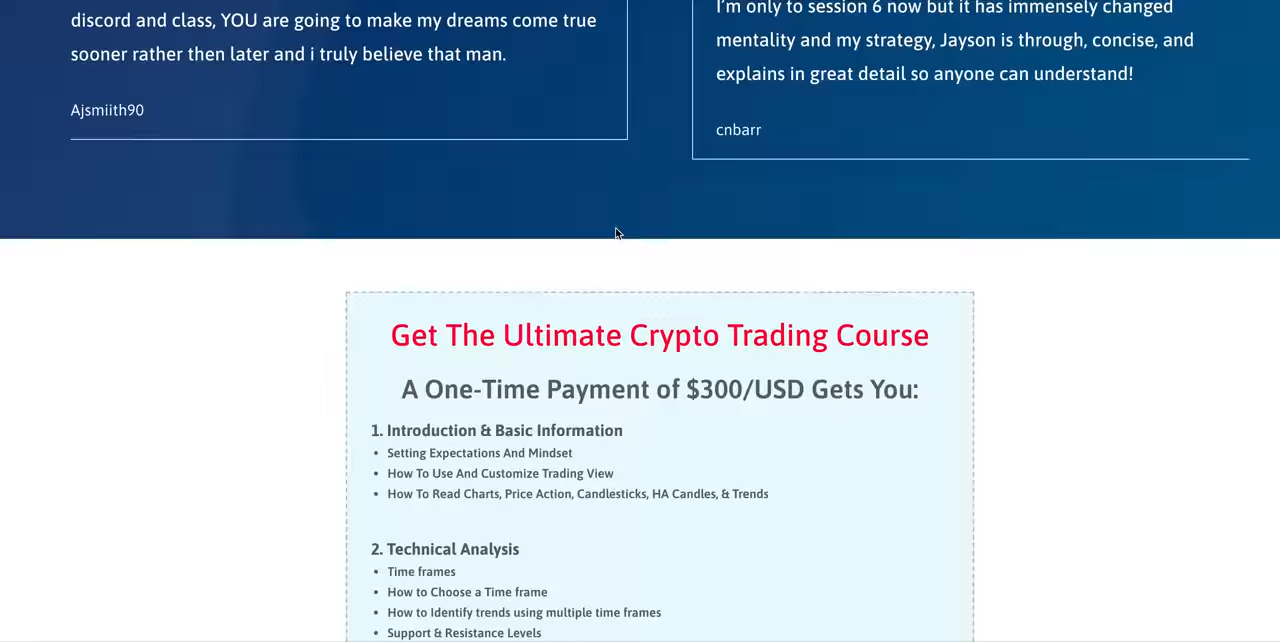 discord and class, YOU are going to make my dreams come true
sooner rather then later and i truly believe that man.
Ajsmiith90
I'm only to session 6 now but it has immensely changed
mentality and my strategy, Jayson is through, concise, and
explains in great detail so anyone can understand!
cnbarr
Get The Ultimate Crypto Trading Course
A One-Time Payment of $300/USD Gets You:
1. Introduction & Basic Information
• Setting Expectations And Mindset
• How To Use And Customize Trading View
• How To Read Charts, Price Action, Candlesticks, HA Candles, & Trends
2. Technical Analysis
• Time frames
• How to Choose a Time frame
• How to Identify trends using multiple time frames
• Support & Resistance Levels